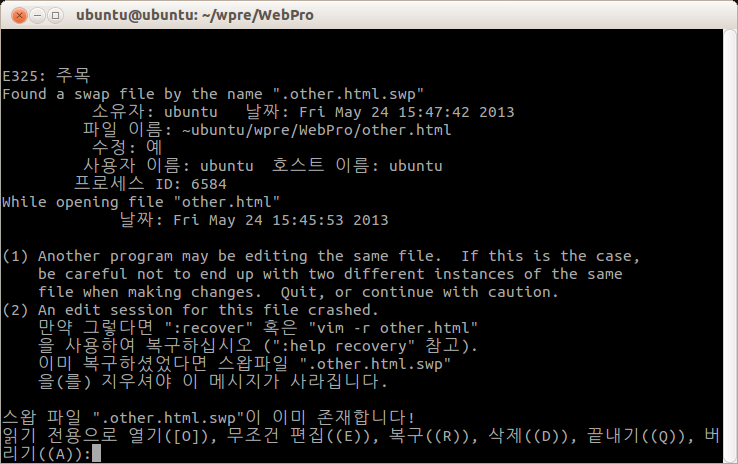 ubuntu@ubuntu: ~/wpre/WebPro
E325: 주목
Found a swap file by the name ".other.html.swp"
소유자: ubuntu   날짜: Fri May 24 15:47:42 2013
파일 이름: ~ubuntu/wpre/WebPro/other.html
수정: 예
사용자 이름: ubuntu  호스트 이름: ubuntu
프로세스 ID: 6584
While opening file "other.html"
날짜: Fri May 24 15:45:53 2013
(1) Another program may be editing the same file.  If this is the case,
be careful not to end up with two different instances of the same
file when making changes.  Quit, or continue with caution.
(2) An edit session for this file crashed.
만약 그렇다면 ":recover" 혹은 "vim -r other.html"
을 사용하여 복구하십시오 (":help recovery" 참고).
이미 복구하셨었다면 스왑파일 ".other.html.swp"
을(를) 지우셔야 이 메시지가 사라집니다.
스왑 파일 ".other.html.swp"이 이미 존재합니다!
읽기 전용으로 열기([O]), 무조건 편집((E)), 복구((R)), 삭제((D)), 끝내기((Q)), 버
리기((A)):